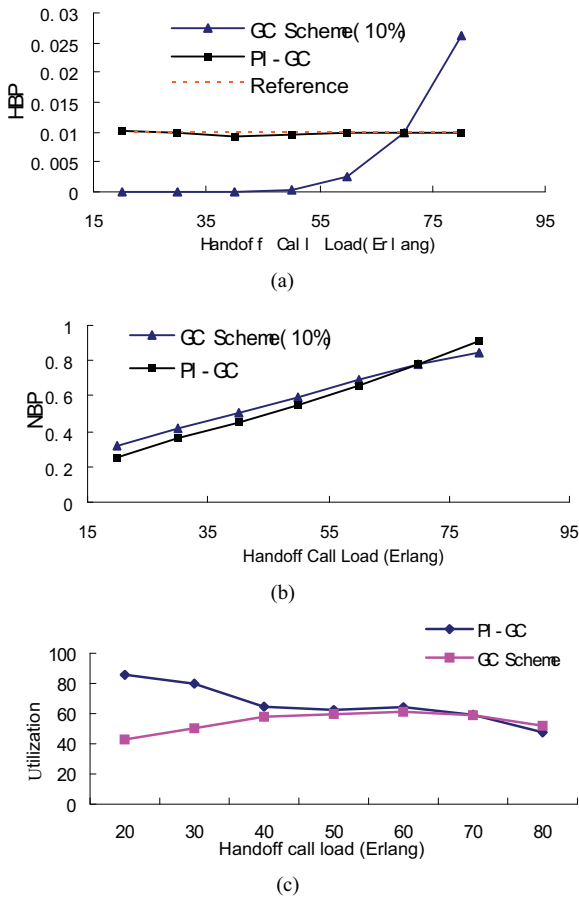 0. 03
0. 025
0. 02
0. 015
0. 010
0. 005
0
HBP
GC Scheme( 10%)
PI - GC
Reference
15 35 55 75 95
Handoff Call Load( Erlang)
(a)
1
0. 8
0. 6
0. 4
0. 2
0
NBP
GC Scheme( 10%)
PI - GC
15 35 55 75 95
Handoff Call Load (Erlang)
(b)
PI - GC
GC Scheme
100
80
60
40
20
0
Utilization
20 30 40 50 60 70 80
Handoff call load (Erlang)
(c)